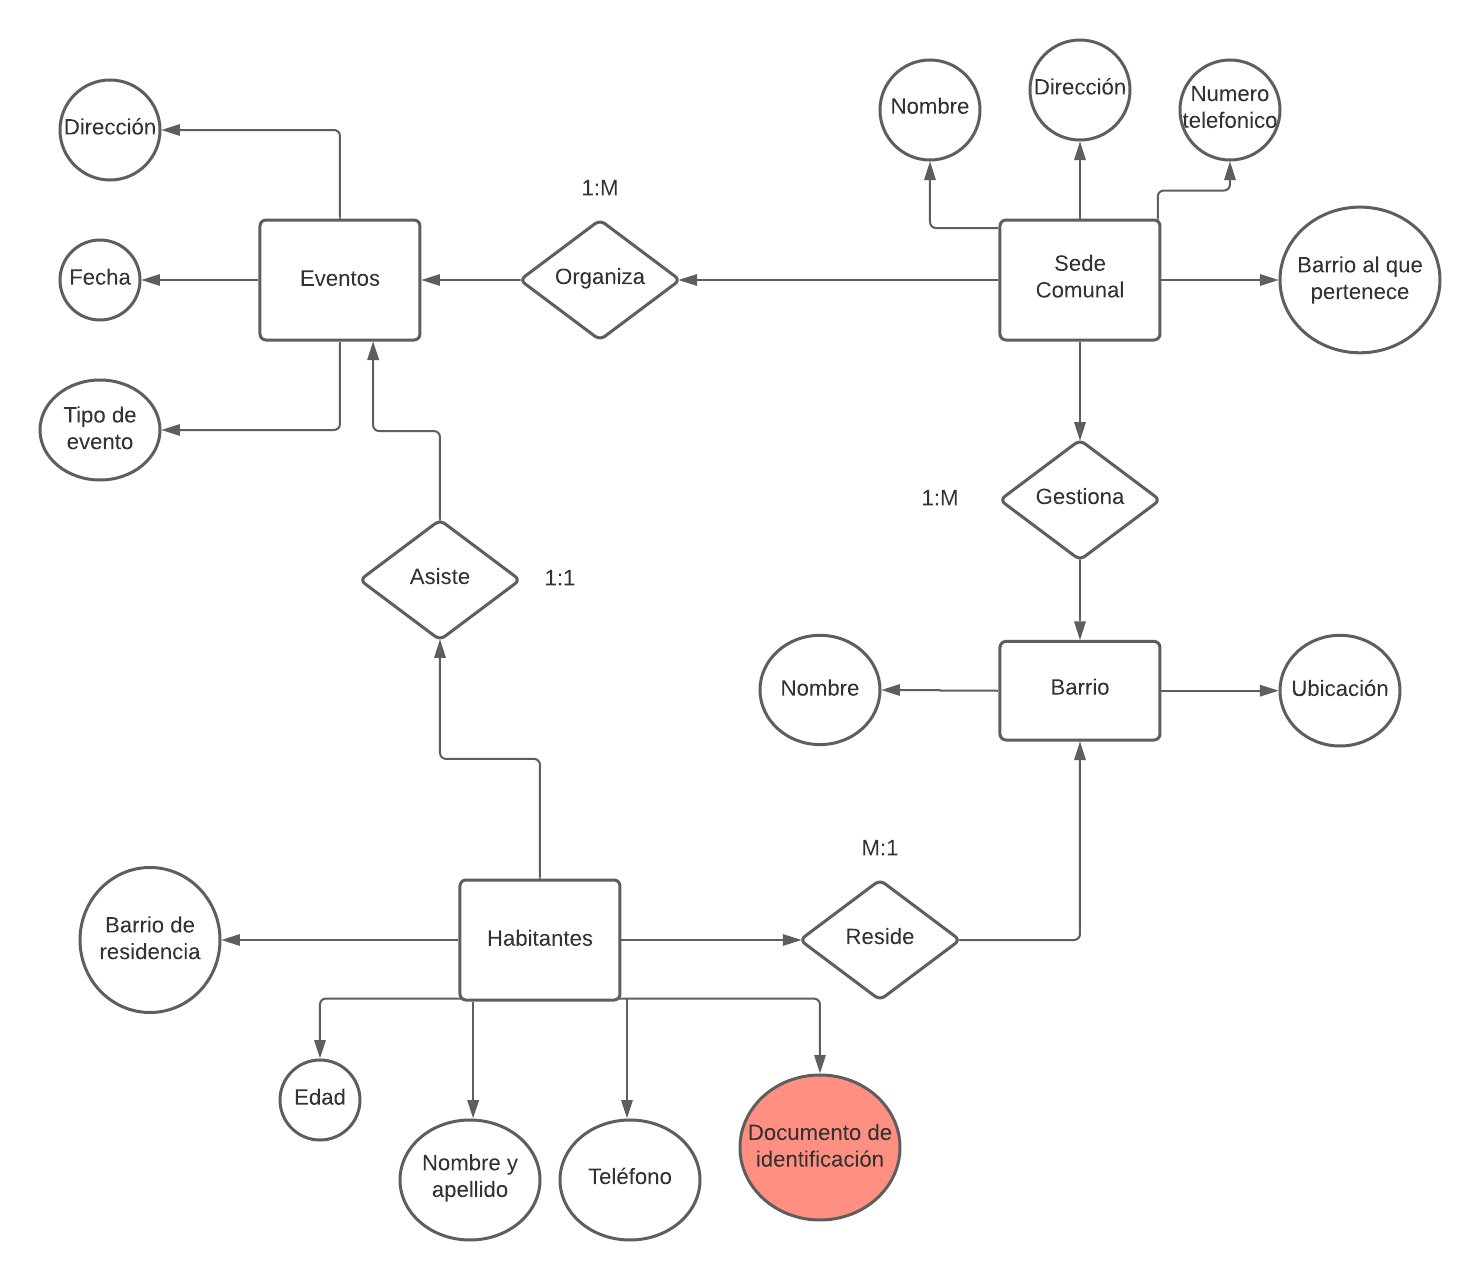 Dirección
Nombre
Dirección
Numero
telefonico
1:M
Fecha
Eventos
Organiza
Sede
Comunal
Barrio al que
pertenece
Tipo de
evento
1:M
Gestiona
Asiste
1:1
Nombre
Barrio
Ubicación
M:1
Barrio de
residencia
Habitantes
Reside
Edad
Nombre y
apellido
Teléfono
Documento de
identificación